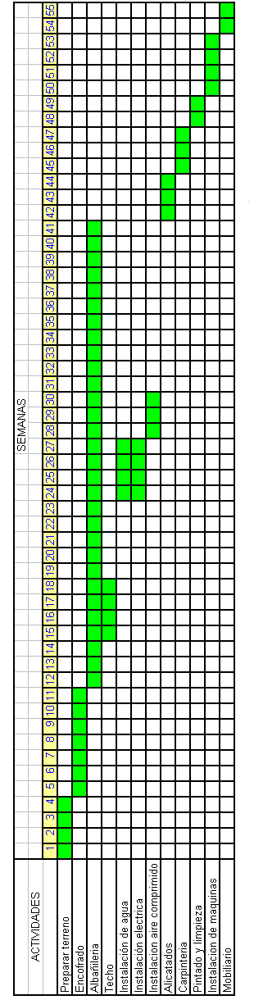 SEMANAS
ACTIVIDADES 1 2 3 4 5 6 7 8 9 10 11 12 13 14 15 16 17 18 19 20 21 22 23 24 25 26 27 28 29 30 31 32 33 34 35 36 37 38 39 40 41 42 43 44 45 46 47 48 49 50 51 52 53 54 55
Preparar terreno
Encofrado
Albañilleria
Techo
Instalación de agua
Instalación electrica
Instalacion aire comprimido
Alicatados
Carpinteria
Pintado y limpieza
Instalacion de maquinas
Mobiliario